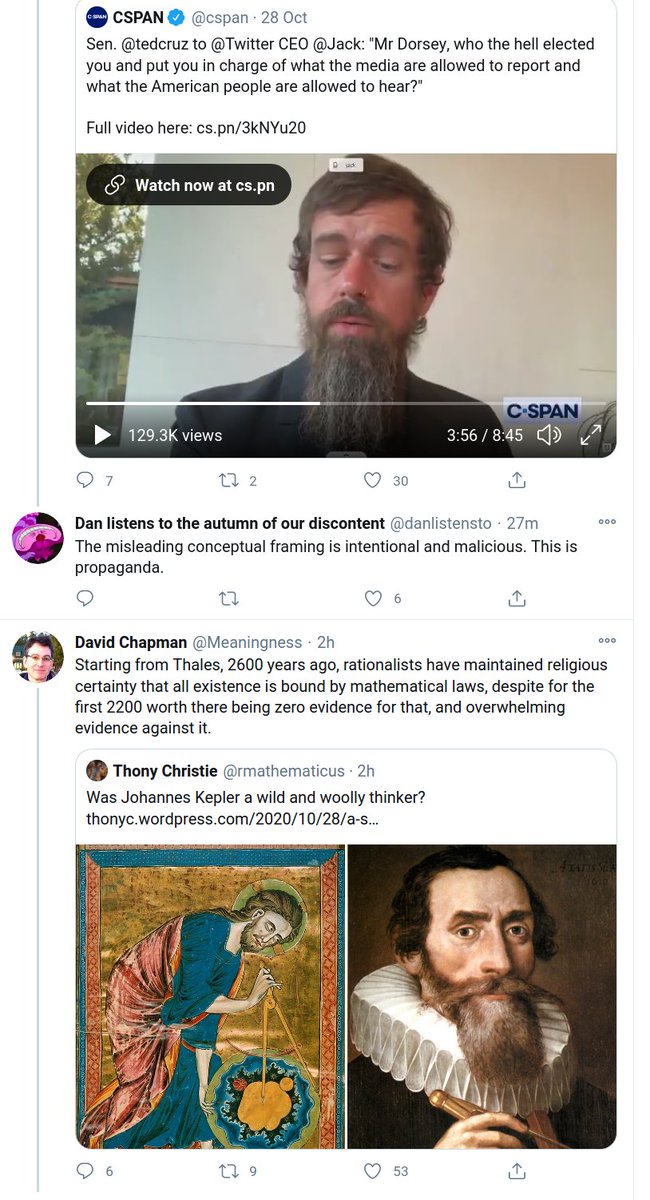 CSPAN @cspan · 28 Oct
Sen. @tedcruz to @Twitter CEO @Jack: "Mr Dorsey, who the hell elected
you and put you in charge of what the media are allowed to report and
what the American people are allowed to hear?"
Full video here: cs.pn/3kNYu20
jack
Watch now at cs.pn
C-SPAN
129.3K views
3:56 / 8:45
7
2
30
Dan listens to the autumn of our discontent @danlistensto · 27m
The misleading conceptual framing is intentional and malicious. This is
propaganda.
6
David Chapman @Meaningness · 2h
Starting from Thales, 2600 years ago, rationalists have maintained religious
certainty that all existence is bound by mathematical laws, despite for the
first 2200 worth there being zero evidence for that, and overwhelming
evidence against it.
Thony Christie @rmathematicus · 2h
Was Johannes Kepler a wild and woolly thinker?
thonyc.wordpress.com/2020/10/28/a-s…
6
9
53